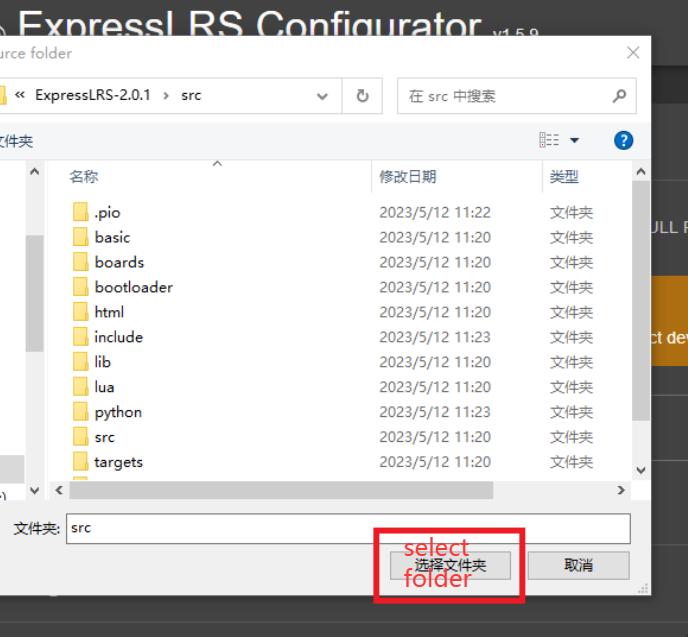 ExpressLRS Configurator v1.5.9
urce folder
« ExpressLRS-2.0.1 › src
在 src 中搜索
文件夹
?
名称 修改日期 类型
.pio 2023/5/12 11:22 文件夹
basic 2023/5/12 11:20 文件夹
boards 2023/5/12 11:20 文件夹
bootloader 2023/5/12 11:20 文件夹
html 2023/5/12 11:20 文件夹
include 2023/5/12 11:23 文件夹
lib 2023/5/12 11:20 文件夹
lua 2023/5/12 11:20 文件夹
python 2023/5/12 11:23 文件夹
src 2023/5/12 11:20 文件夹
targets 2023/5/12 11:20 文件夹
ULL
ct dev
文件夹: src
select
选择文件夹 取消
folder